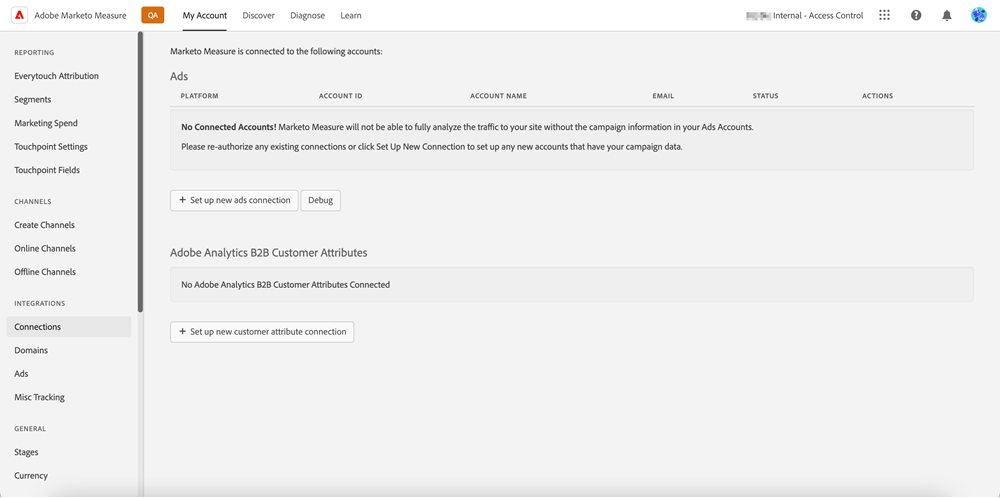 Adobe Marketo Measure
QA
My Account
Discover
Diagnose
Learn
Internal - Access Control
REPORTING
Everytouch Attribution
Segments
Marketing Spend
Touchpoint Settings
Touchpoint Fields
CHANNELS
Create Channels
Online Channels
Offline Channels
INTEGRATIONS
Connections
Domains
Ads
Misc Tracking
GENERAL
Stages
Currency
Marketo Measure is connected to the following accounts:
Ads
PLATFORM ACCOUNT ID ACCOUNT NAME EMAIL STATUS ACTIONS
No Connected Accounts! Marketo Measure will not be able to fully analyze the traffic to your site without the campaign information in your Ads Accounts.
Please re-authorize any existing connections or click Set Up New Connection to set up any new accounts that have your campaign data.
+ Set up new ads connection
Debug
Adobe Analytics B2B Customer Attributes
No Adobe Analytics B2B Customer Attributes Connected
+ Set up new customer attribute connection